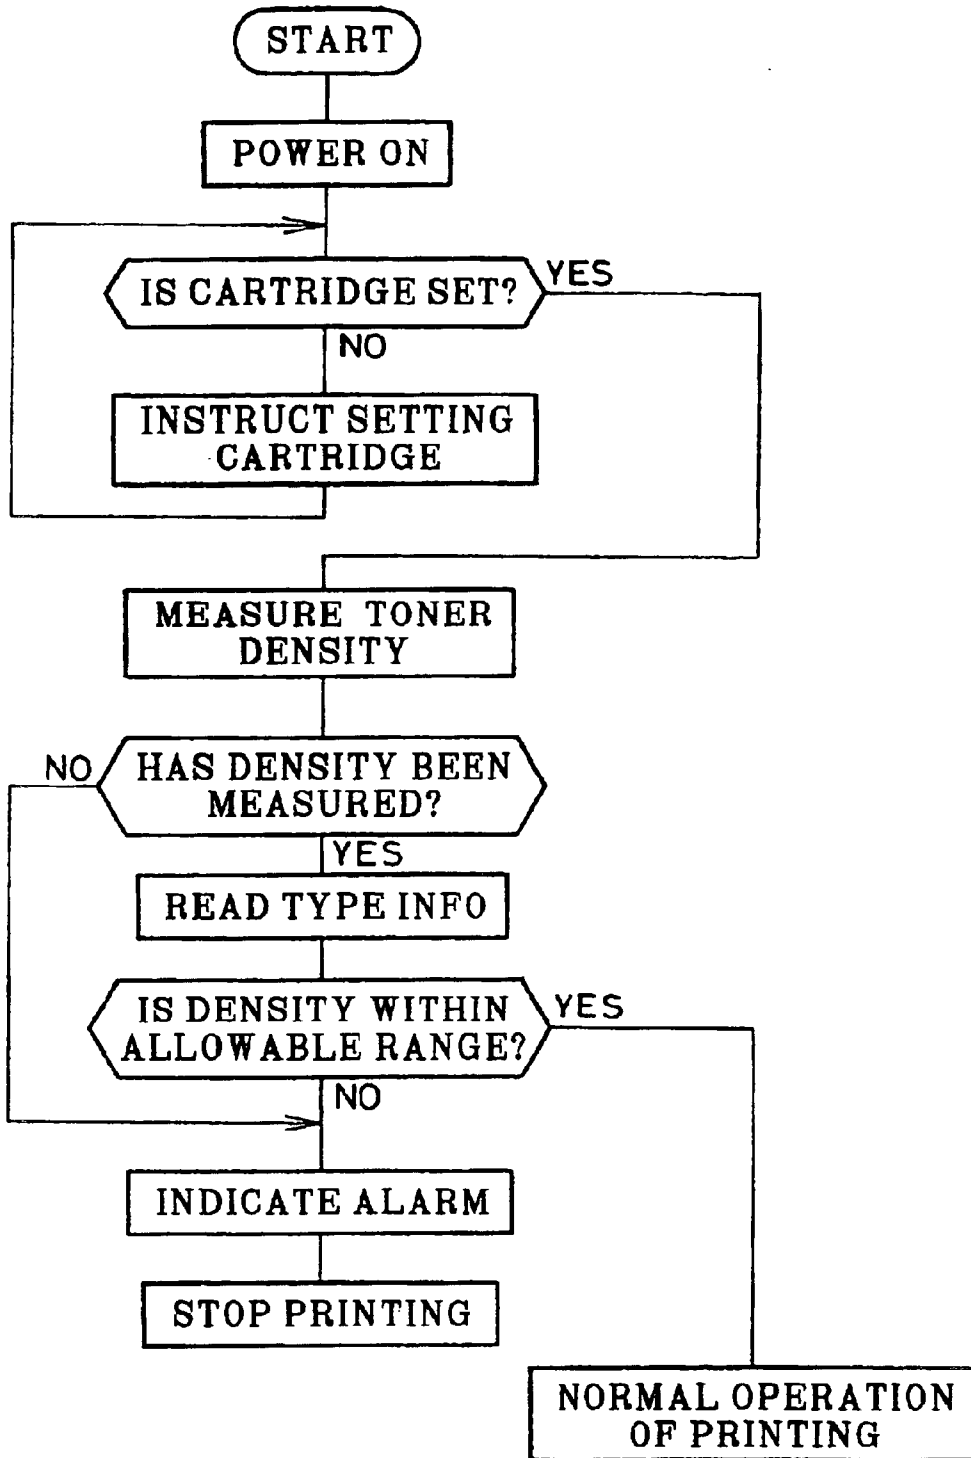 START
POWER ON
IS CARTRIDGE SET?
YES
NO
INSTRUCT SETTING
CARTRIDGE
MEASURE TONER
DENSITY
NO
HAS DENSITY BEEN
MEASURED?
YES
READ TYPE INFO
IS DENSITY WITHIN
ALLOWABLE RANGE?
YES
NO
INDICATE ALARM
STOP PRINTING
NORMAL OPERATION
OF PRINTING